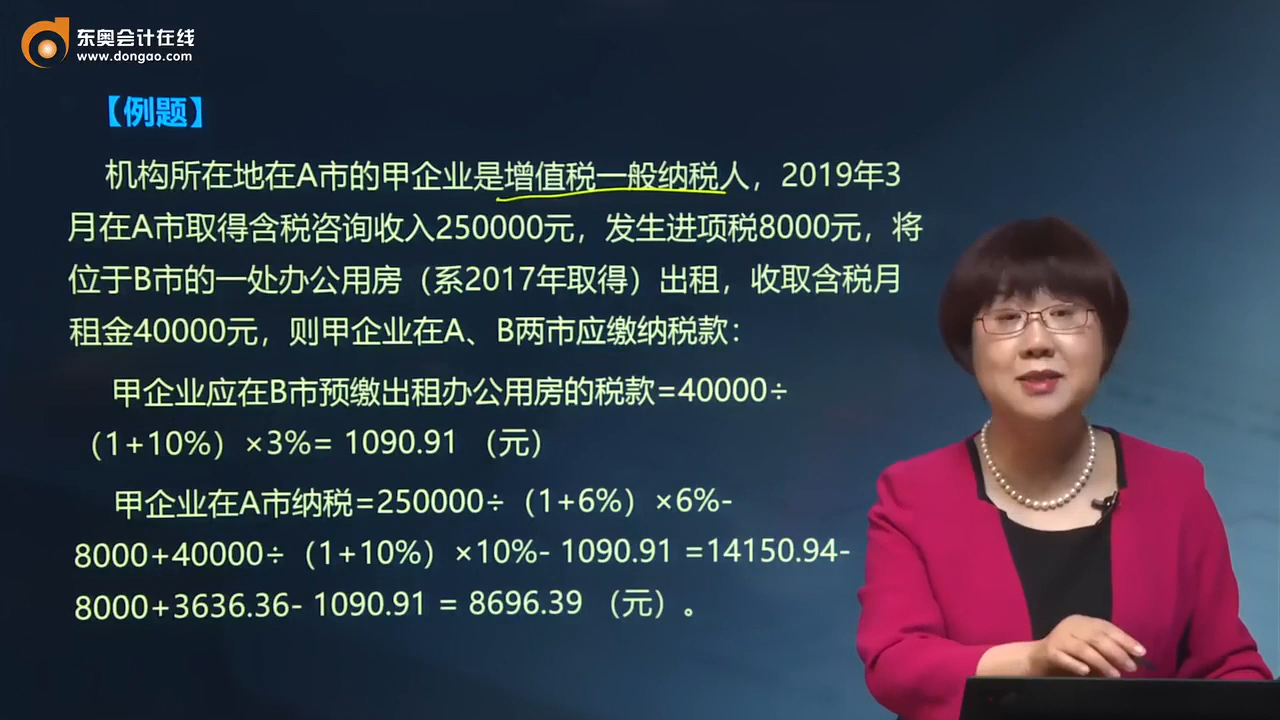 东奥会计在线
www.dongao.com
【例题】
机构所在地在A市的甲企业是增值税一般纳税人，2019年3
月在A市取得含税咨询收入250000元，发生进项税8000元，将
位于B市的一处办公用房（系2017年取得）出租，收取含税月
租金40000元，则甲企业在A、B两市应缴纳税款：
甲企业应在B市预缴出租办公用房的税款=40000÷
（1+10%）×3%= 1090.91 （元）
甲企业在A市纳税=250000÷（1+6%）×6%-
8000+40000÷（1+10%）×10%- 1090.91 =14150.94-
8000+3636.36- 1090.91 = 8696.39 （元）。